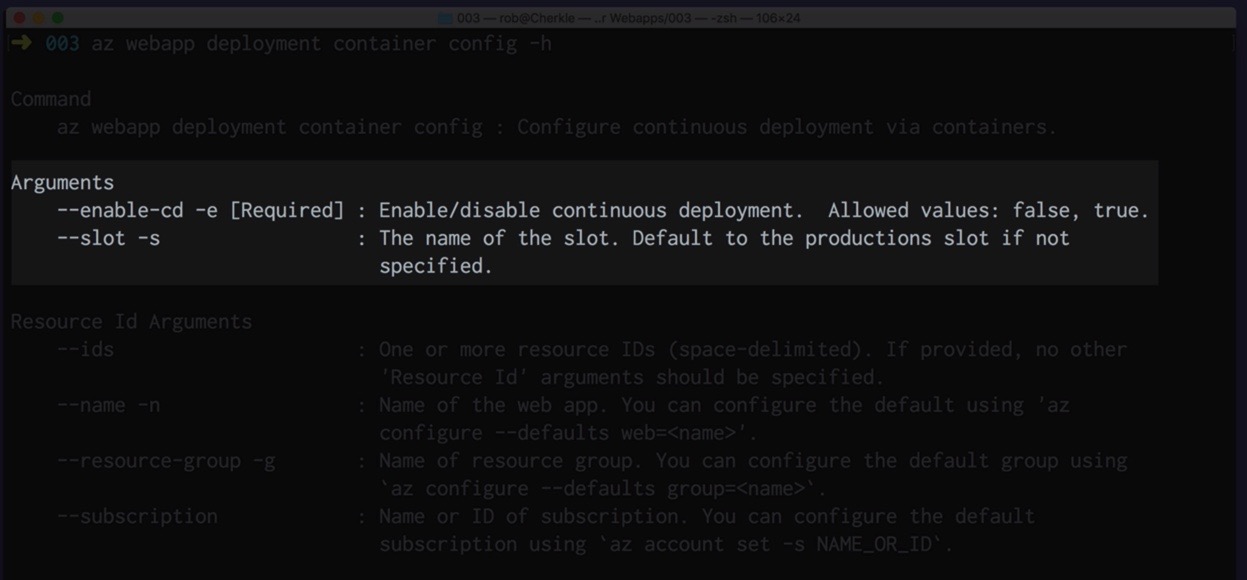 003 — rob@Cherkle — ..r Webapps/003 — -zsh — 106×24
➜ 003 az webapp deployment container config -h
Command
az webapp deployment container config : Configure continuous deployment via containers.
Arguments
--enable-cd -e [Required] : Enable/disable continuous deployment. Allowed values: false, true.
--slot -s : The name of the slot. Default to the productions slot if not
specified.
Resource Id Arguments
--ids : One or more resource IDs (space-delimited). If provided, no other
'Resource Id' arguments should be specified.
--name -n : Name of the web app. You can configure the default using 'az
configure --defaults web=<name>'.
--resource-group -g : Name of resource group. You can configure the default group using
`az configure --defaults group=<name>`.
--subscription : Name or ID of subscription. You can configure the default
subscription using `az account set -s NAME_OR_ID`.